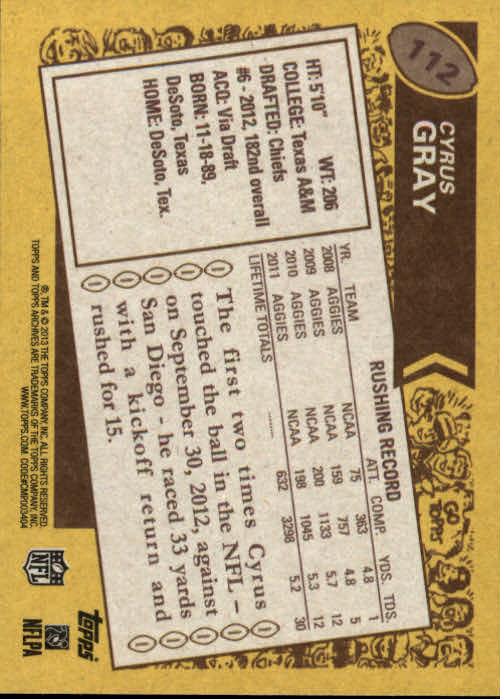 112
CYRUS
GRAY
GO
TOPPS
HT: 5'10" WT: 206
COLLEGE: Texas A&M
DRAFTED: Chiefs
#6 - 2012, 182nd overall
ACQ: Via Draft
BORN: 11-18-89,
DeSoto, Texas
HOME: DeSoto, Tex.
RUSHING RECORD
YR. TEAM ATT. COMP. YDS. TDS.
2008 AGGIES NCAA 75 363 4.8 1
2009 AGGIES NCAA 159 757 4.8 5
2010 AGGIES NCAA 200 1133 5.7 12
2011 AGGIES NCAA 198 1045 5.3 12
LIFETIME TOTALS ........ 632 3298 5.2 30
The first two times Cyrus
touched the ball in the NFL –
on September 30, 2012, against
San Diego – he raced 33 yards
with a kickoff return and
rushed for 15.
®, TM & © 2013 THE TOPPS COMPANY, INC. ALL RIGHTS RESERVED.
TOPPS AND TOPPS ARCHIVES ARE TRADEMARKS OF THE TOPPS COMPANY, INC.
WWW.TOPPS.COM CODE#CMP003404
NFL
NFLPA
topps